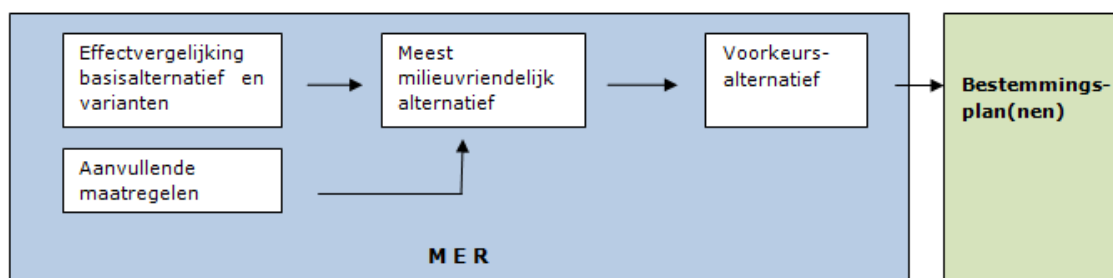 Effectvergelijking
basisalternatief en
varianten
Meest
milieuvriendelijk
alternatief
Voorkeurs-
alternatief
Bestemmings-
plan(nen)
Aanvullende
maatregelen
M E R